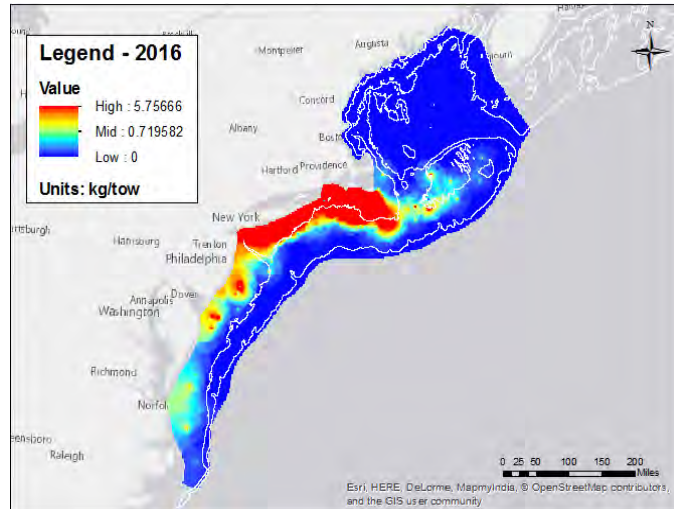 Legend - 2016
Value
High : 5.75666
Mid : 0.719582
Low : 0
Units: kg/tow
Montpelier
Augusta
N
Concord
Albany
Bost
Hartford Providence
New York
Harrisburg
Trenton
Philadelphia
Dover
Annapolis
Washington
Richmond
Norfolk
Raleigh
0 25 50 100 150 200
Miles
Esri, HERE, DeLorme, MapmyIndia, © OpenStreetMap contributors,
and the GIS user community